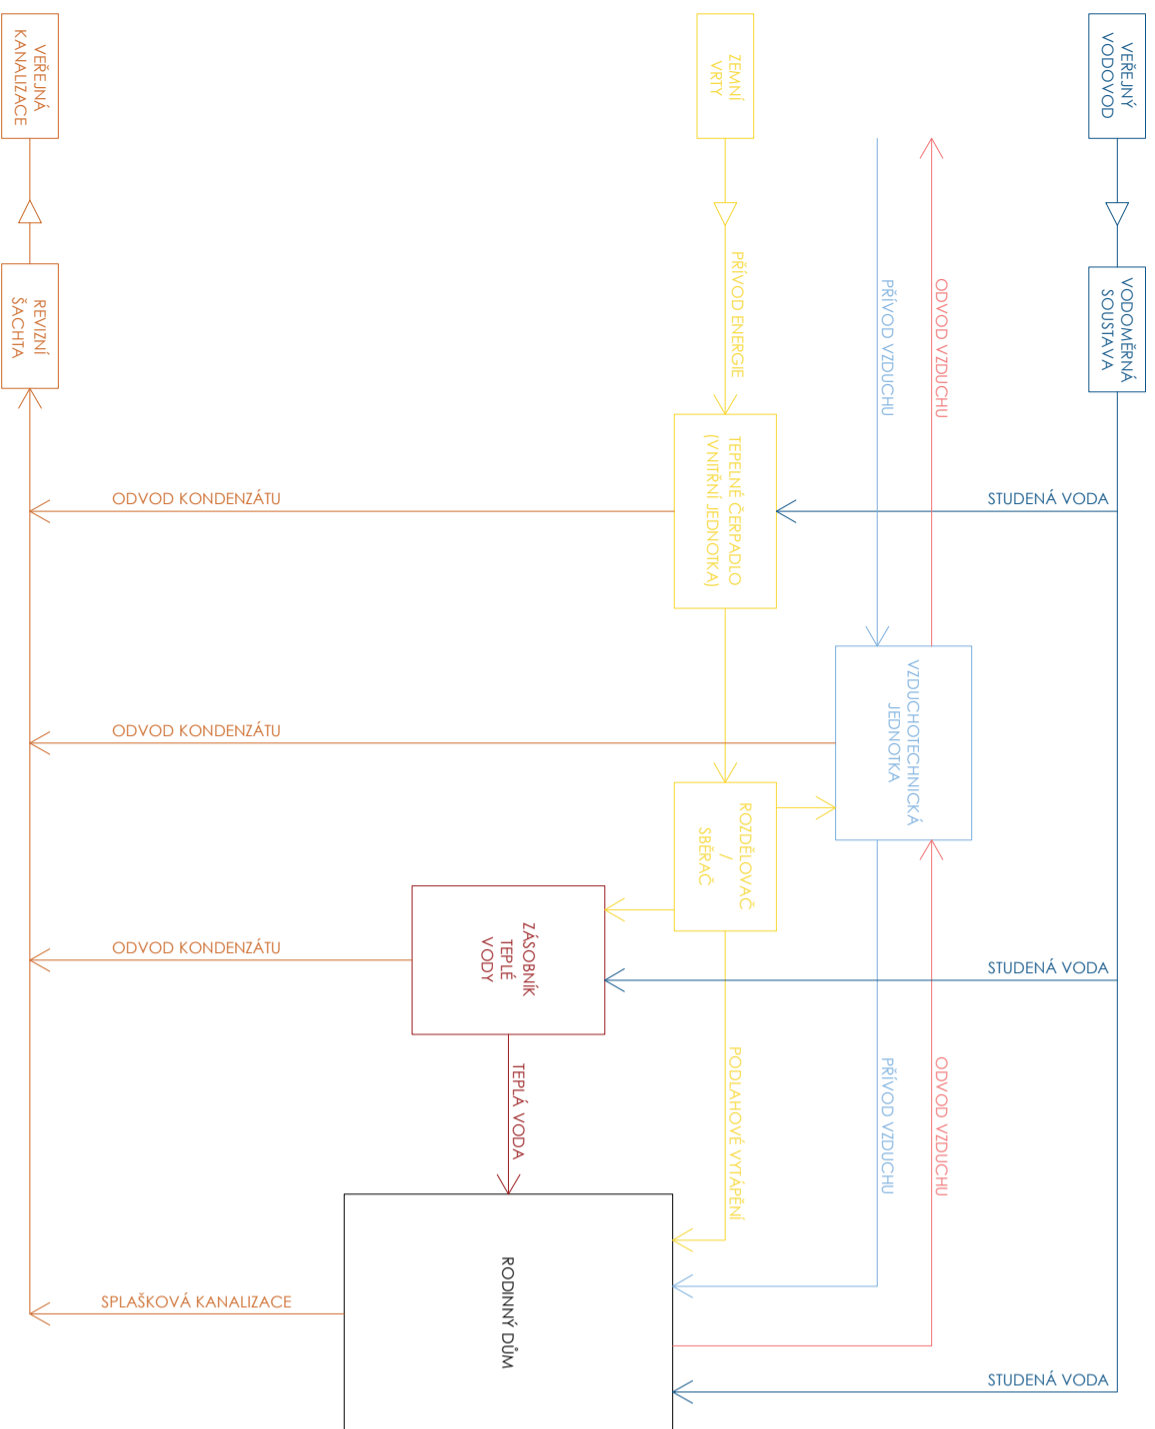 VEŘEJNÝ
VODOVOD
VODOMĚRNÁ
SOUSTAVA
STUDENÁ VODA
STUDENÁ VODA
STUDENÁ VODA
ODVOD VZDUCHU
PŘÍVOD VZDUCHU
VZDUCHOTECHNICKÁ
JEDNOTKA
ODVOD VZDUCHU
PŘÍVOD VZDUCHU
ZEMNÍ
VRTY
PŘÍVOD ENERGIE
TEPELNÉ ČERPADLO
(VNITŘNÍ JEDNOTKA)
ROZDĚLOVAČ
/
SBĚRAČ
PODLAHOVÉ VYTÁPĚNÍ
ZÁSOBNÍK
TEPLÉ
VODY
TEPLÁ VODA
RODINNÝ DŮM
VEŘEJNÁ
KANALIZACE
REVIZNÍ
ŠACHTA
ODVOD KONDENZÁTU
ODVOD KONDENZÁTU
ODVOD KONDENZÁTU
SPLAŠKOVÁ KANALIZACE